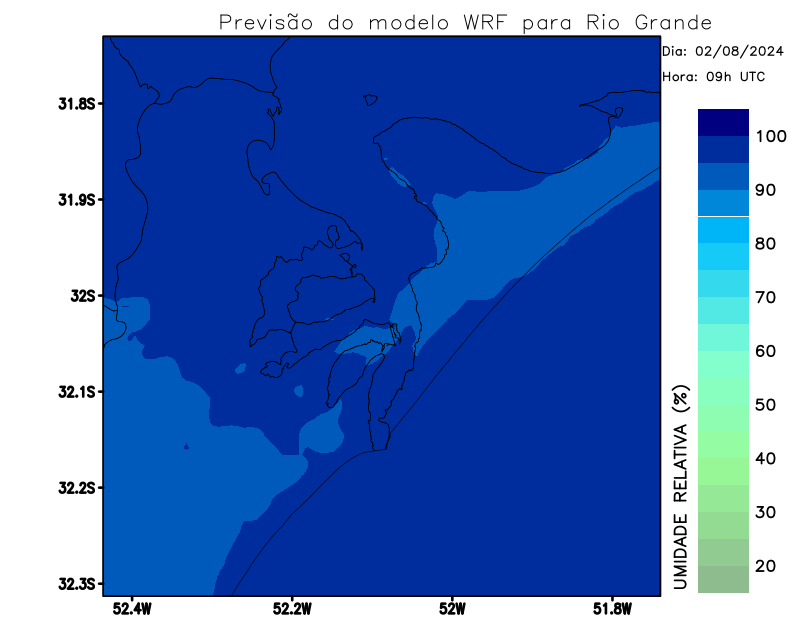 Previsão do modelo WRF para Rio Grande
Dia: 02/08/2024
Hora: 09h UTC
31.8S
31.9S
32S
32.1S
32.2S
32.3S
52.4W
52.2W
52W
51.8W
100
90
80
70
60
50
40
30
20
UMIDADE RELATIVA (%)